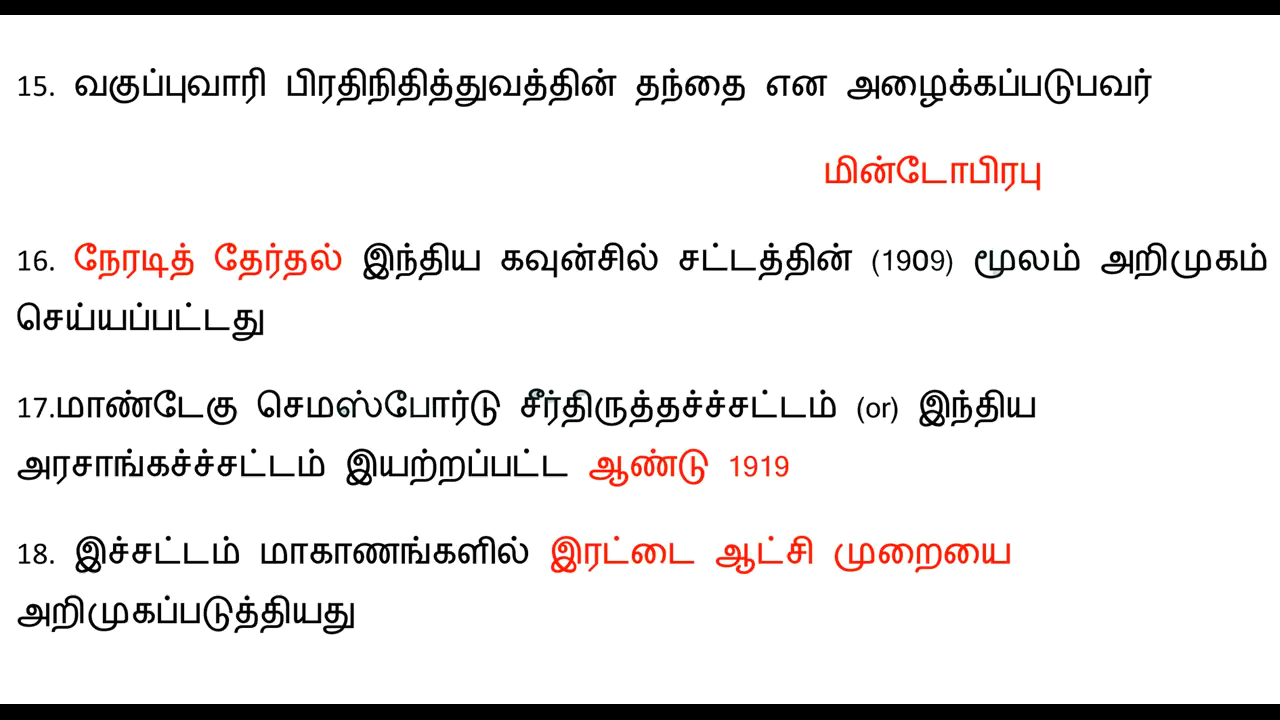 15. வகுப்புவாரி பிரதிநிதித்துவத்தின் தந்தை என அழைக்கப்படுபவர்
மின்டோபிரபு
16. நேரடித் தேர்தல் இந்திய கவுன்சில் சட்டத்தின் (1909) மூலம் அறிமுகம்
செய்யப்பட்டது
17.மாண்டேகு செமஸ்போர்டு சீர்திருத்தச்ச்சட்டம் (or) இந்திய
அரசாங்கச்ச்சட்டம் இயற்றப்பட்ட ஆண்டு 1919
18. இச்சட்டம் மாகாணங்களில் இரட்டை ஆட்சி முறையை
அறிமுகப்படுத்தியது